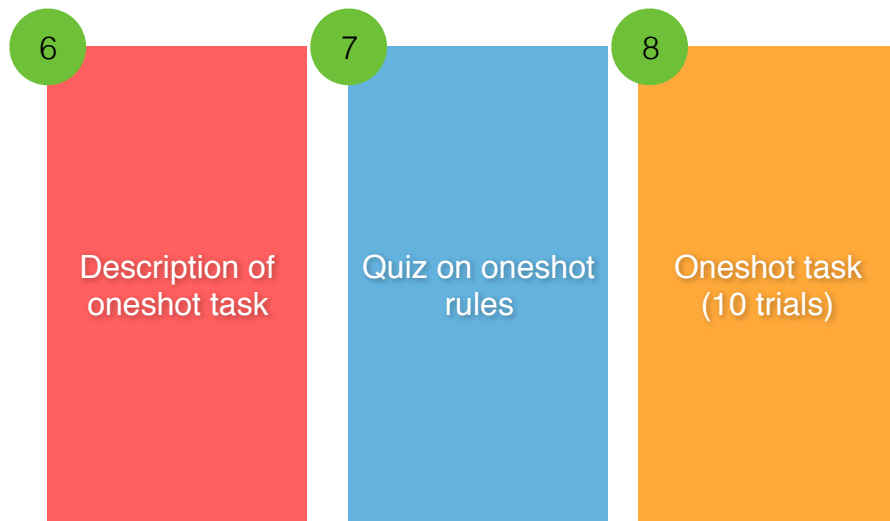 6
7
8
Description of
oneshot task
Quiz on oneshot
rules
Oneshot task
(10 trials)